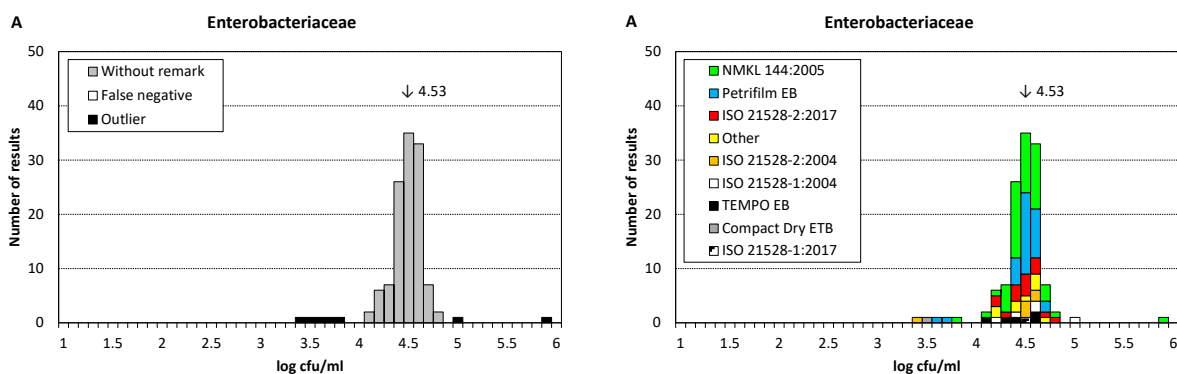 A
Enterobacteriaceae
50
40
30
20
10
0
Number of results
Without remark
False negative
Outlier
↓ 4.53
1 1.5 2 2.5 3 3.5 4 4.5 5 5.5 6
log cfu/ml
A
Enterobacteriaceae
50
40
30
20
10
0
Number of results
NMKL 144:2005
Petrifilm EB
ISO 21528-2:2017
Other
ISO 21528-2:2004
ISO 21528-1:2004
TEMPO EB
Compact Dry ETB
ISO 21528-1:2017
↓ 4.53
1 1.5 2 2.5 3 3.5 4 4.5 5 5.5 6
log cfu/ml